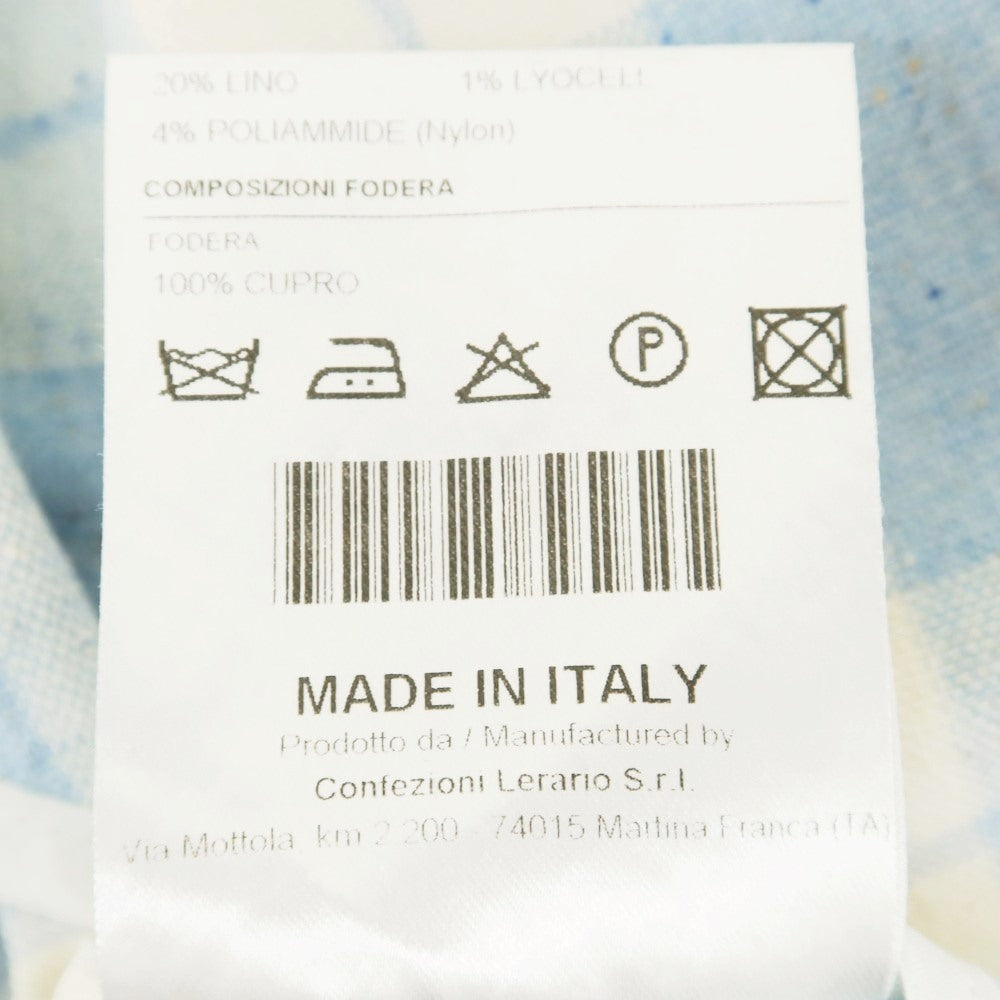 20% LINO 1% LYOCELL
4% POLIAMMIDE (Nylon)
COMPOSIZIONI FODERA
FODERA
100% CUPRO
P
MADE IN ITALY
Prodotto da / Manufactured by
Confezioni Lerario S.r.l.
Via Mottola km 2.200 - 74015 Martina Franca (TA)